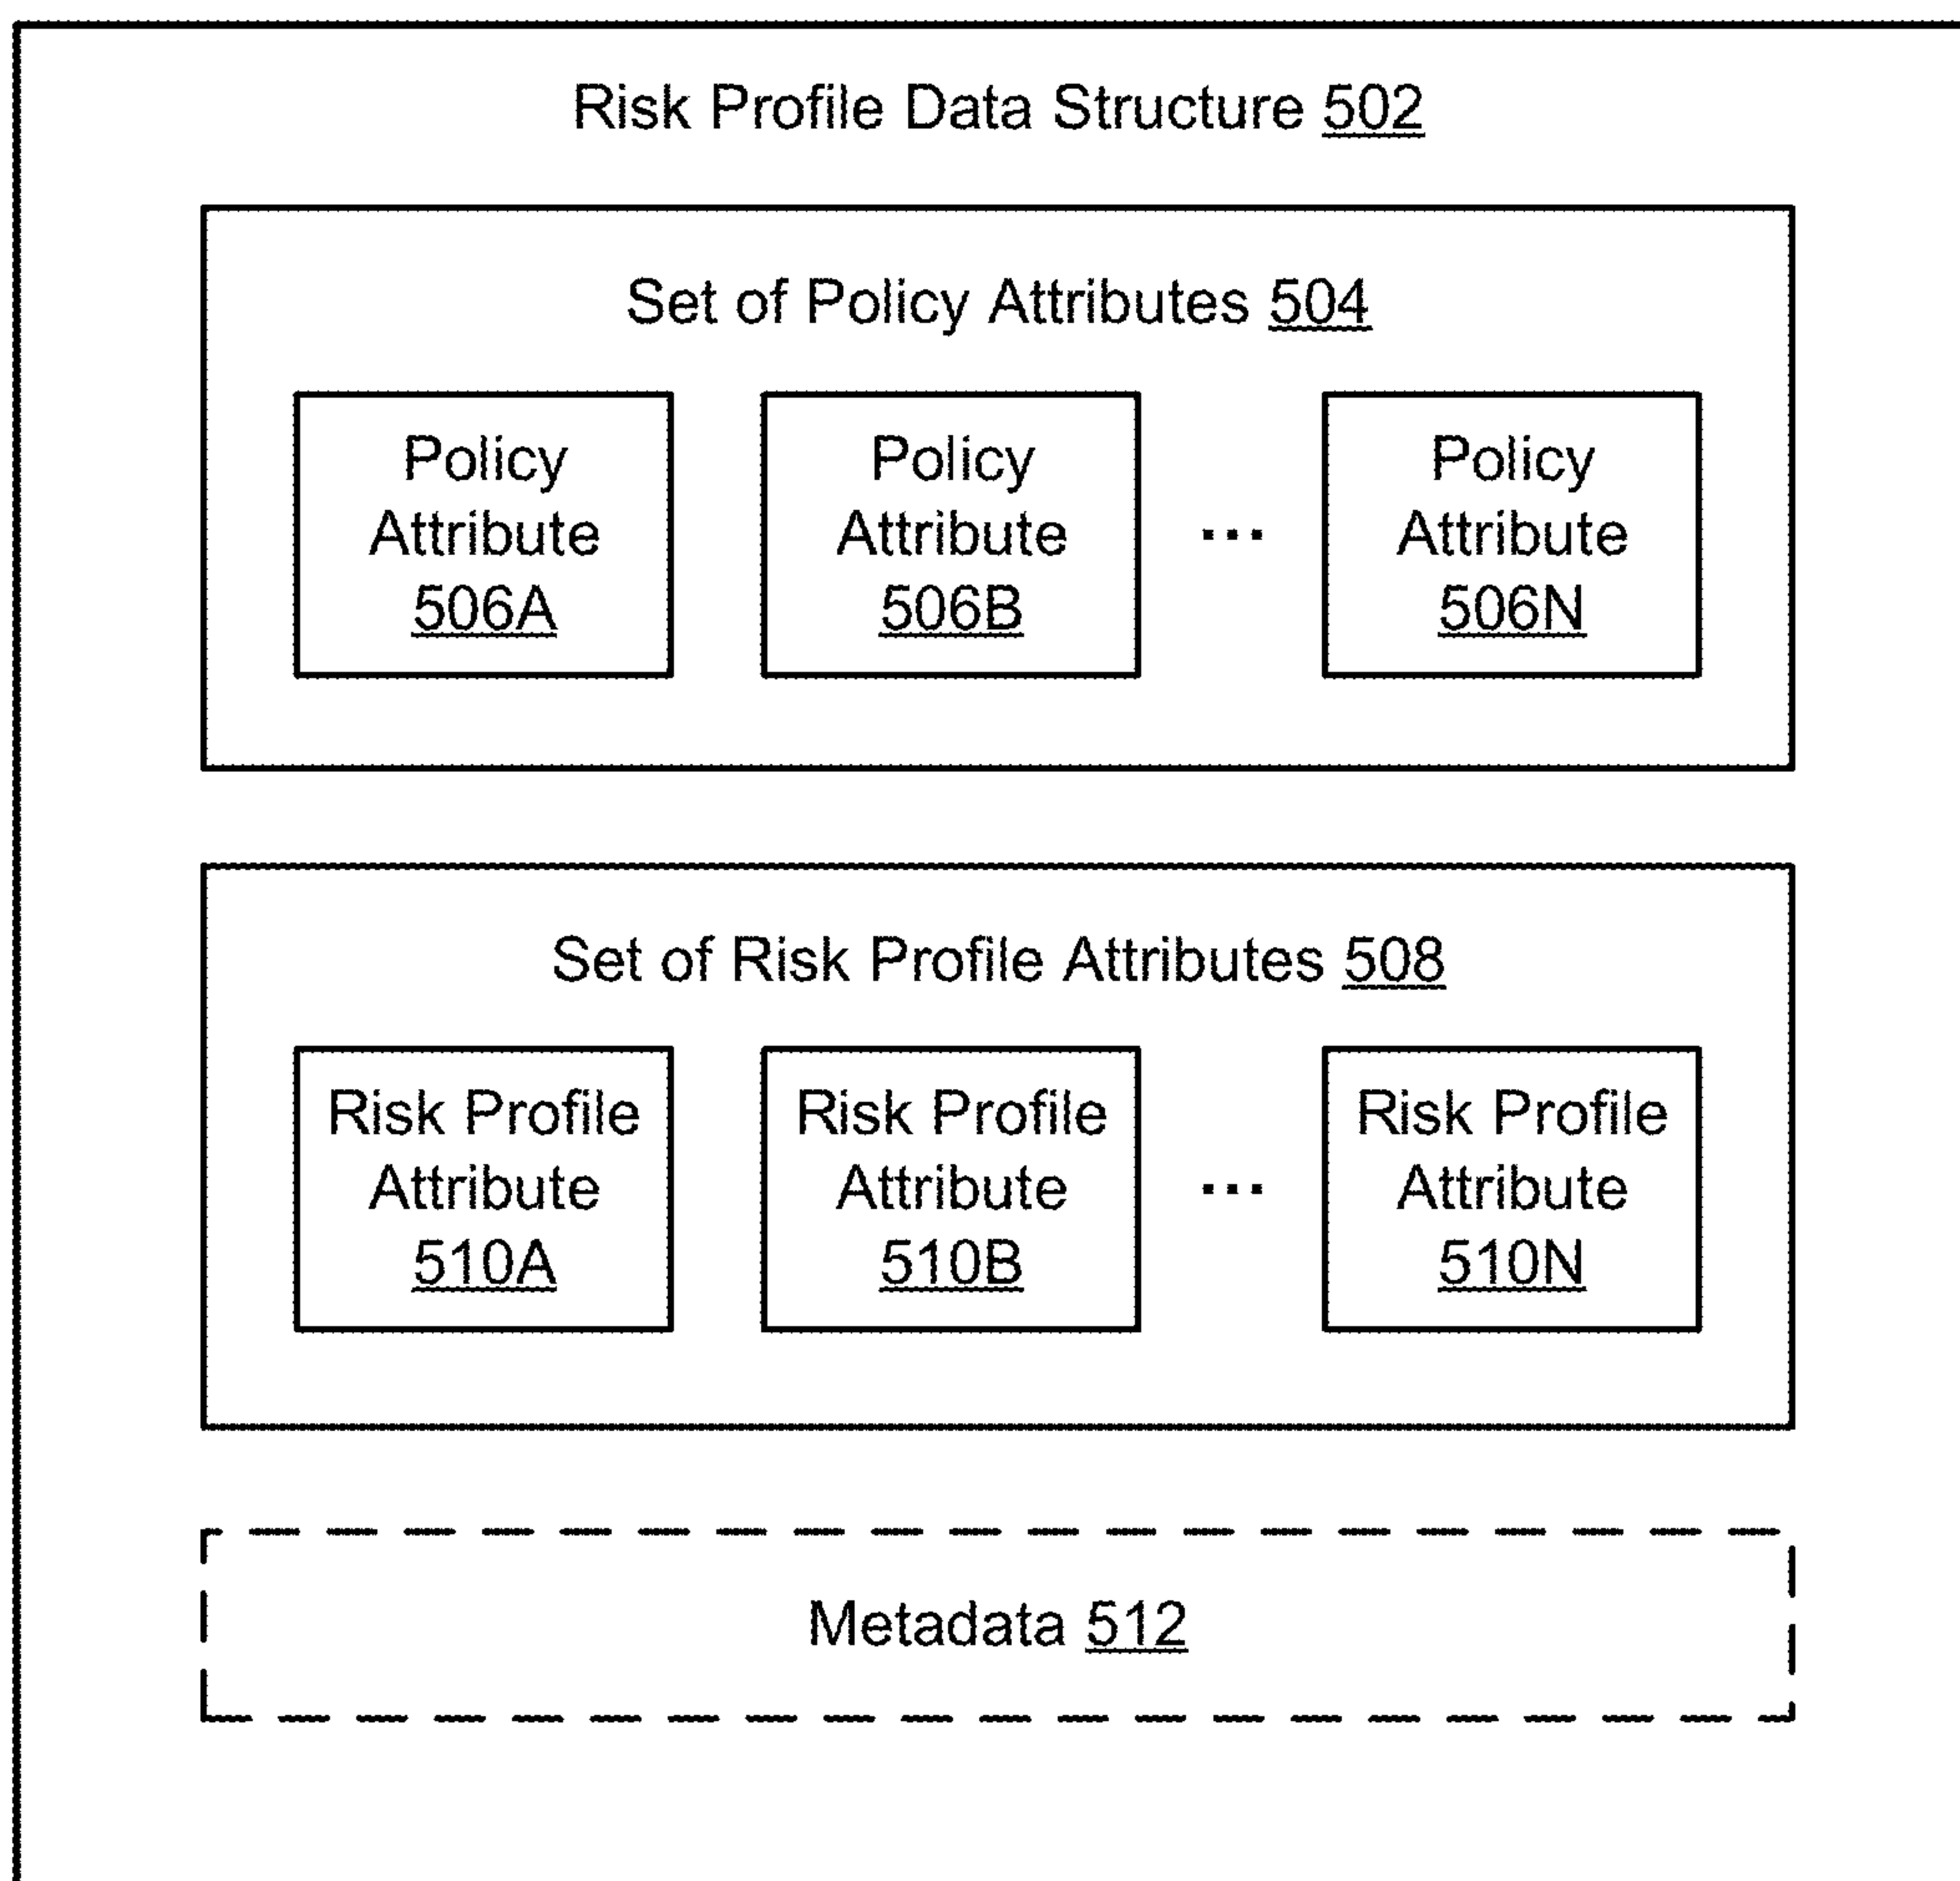 Risk Profile Data Structure 502
Set of Policy Attributes 504
Policy
Attribute
506A
Policy
Attribute
506B
...
Policy
Attribute
506N
Set of Risk Profile Attributes 508
Risk Profile
Attribute
510A
Risk Profile
Attribute
510B
...
Risk Profile
Attribute
510N
Metadata 512